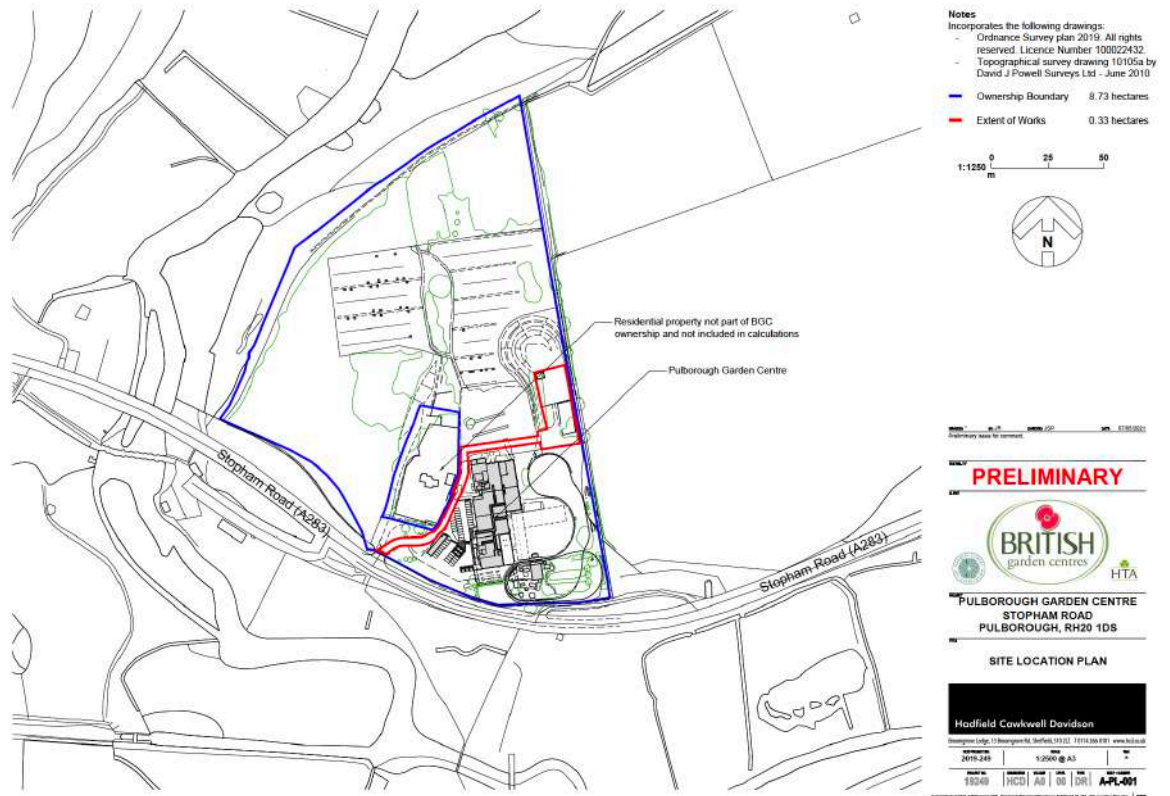 Notes
Incorporates the following drawings:
- Ordnance Survey plan 2019. All rights
reserved. Licence Number 100022432.
- Topographical survey drawing 10105a by
David J Powell Surveys Ltd - June 2010
Ownership Boundary 8.73 hectares
Extent of Works 0.33 hectares
1:1250
0 25 50
m
N
Residential property not part of BGC
ownership and not included in calculations
Pulborough Garden Centre
Stopham Road (A283)
Stopham Road (A283)
Preliminary issue for comment.
PRELIMINARY
BRITISH
garden centres
HTA
PULBOROUGH GARDEN CENTRE
STOPHAM ROAD
PULBOROUGH, RH20 1DS
SITE LOCATION PLAN
Hadfield Cawkwell Davidson
2019-249 1:2500 @ A3
19249 HCD A0 00 DR A-PL-001